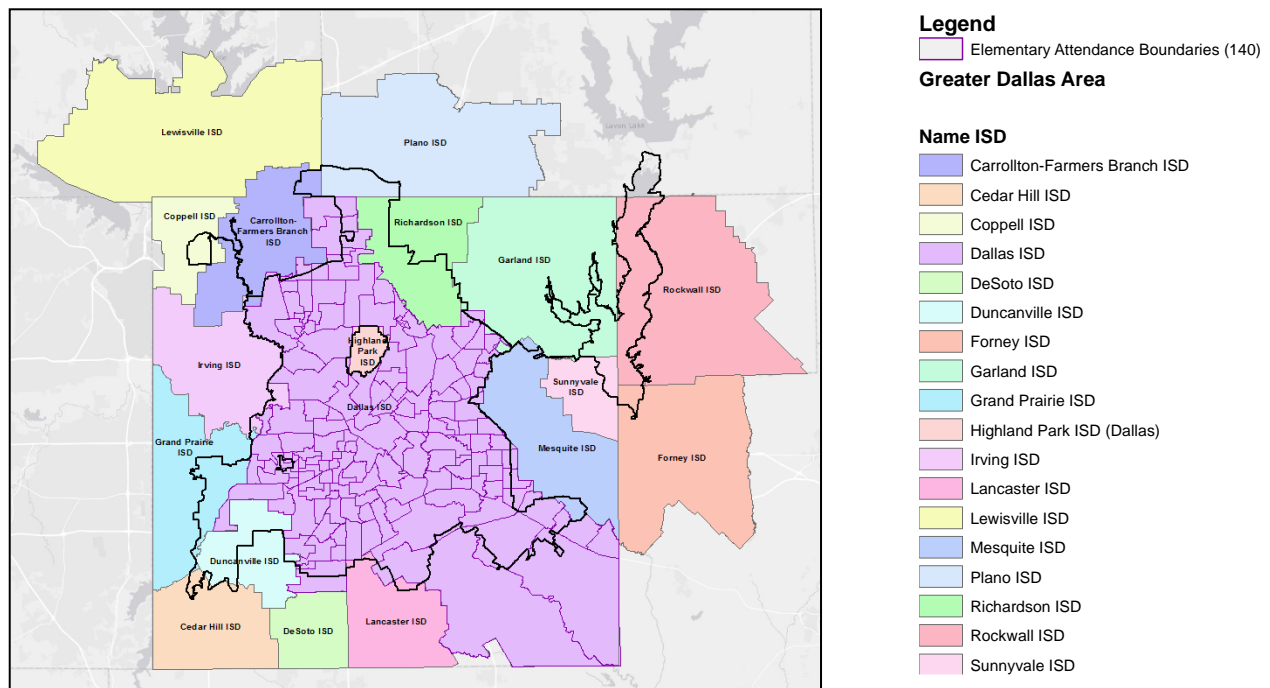 Lewisville ISD
Plano ISD
Lavon Lake
Coppell ISD
Carrollton-
Farmers Branch
ISD
Richardson ISD
Garland ISD
Rockwall ISD
Highland
Park
ISD
Irving ISD
Sunnyvale
ISD
Dallas ISD
Grand Prairie
ISD
Mesquite ISD
Forney ISD
Duncanville ISD
Cedar Hill ISD
DeSoto ISD
Lancaster ISD
Legend
Elementary Attendance Boundaries (140)
Greater Dallas Area
Name ISD
Carrollton-Farmers Branch ISD
Cedar Hill ISD
Coppell ISD
Dallas ISD
DeSoto ISD
Duncanville ISD
Forney ISD
Garland ISD
Grand Prairie ISD
Highland Park ISD (Dallas)
Irving ISD
Lancaster ISD
Lewisville ISD
Mesquite ISD
Plano ISD
Richardson ISD
Rockwall ISD
Sunnyvale ISD